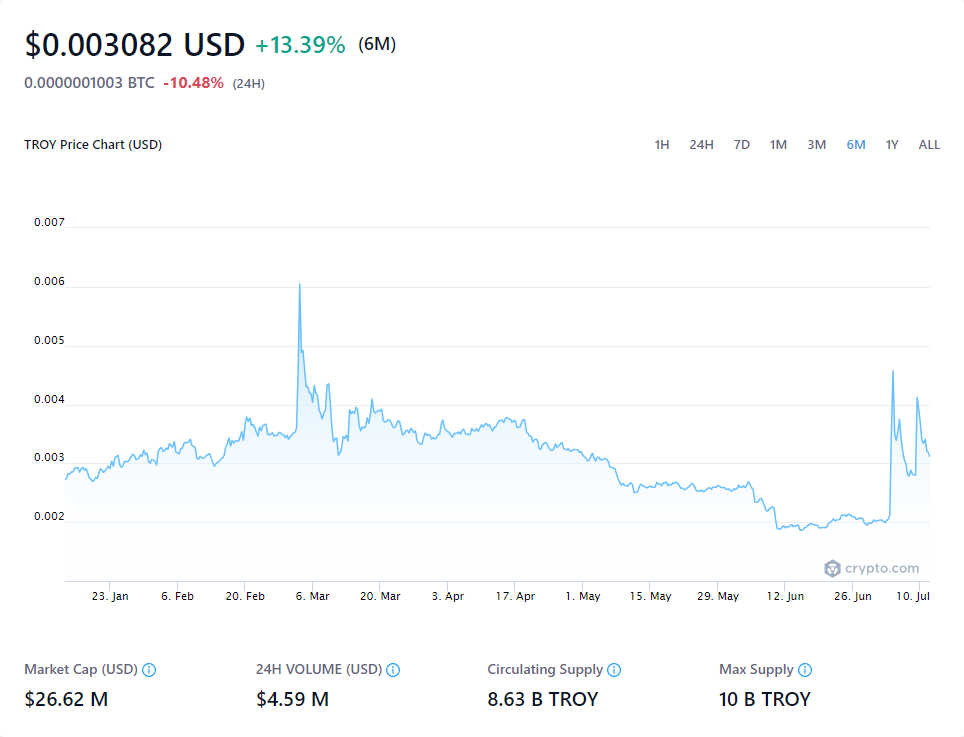 $0.003082 USD +13.39% (6M)
0.0000001003 BTC -10.48% (24H)
TROY Price Chart (USD) 1H 24H 7D 1M 3M 6M 1Y ALL
0.007
0.006
0.005
0.004
0.003
0.002
crypto.com
23. Jan 6. Feb 20. Feb 6. Mar 20. Mar 3. Apr 17. Apr 1. May 15. May 29. May 12. Jun 26. Jun 10. Jul
Market Cap (USD) 24H VOLUME (USD) Circulating Supply Max Supply
$26.62 M $4.59 M 8.63 B TROY 10 B TROY